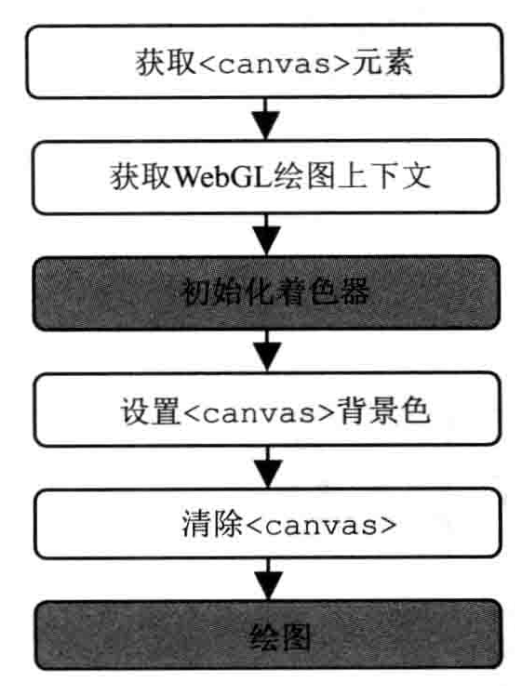 获取<canvas>元素
获取WebGL绘图上下文
初始化着色器
设置<canvas>背景色
清除<canvas>
绘图